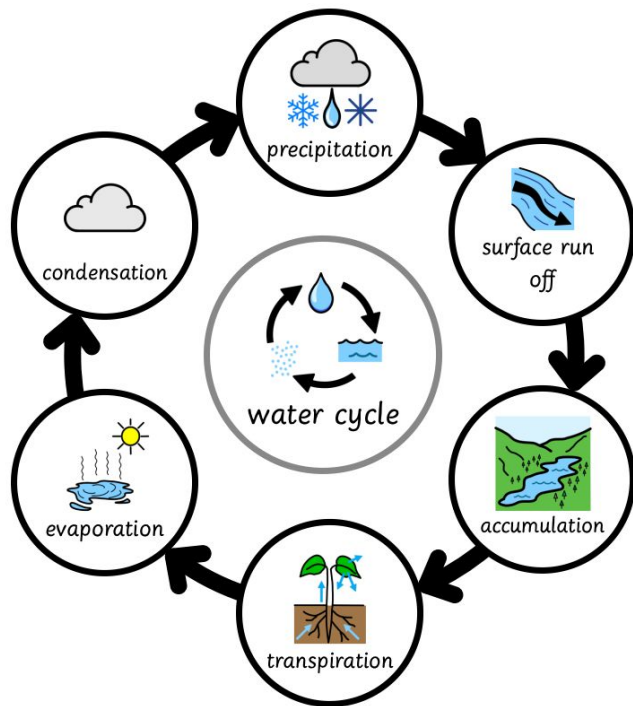 precipitation
surface run
off
accumulation
transpiration
evaporation
condensation
water cycle